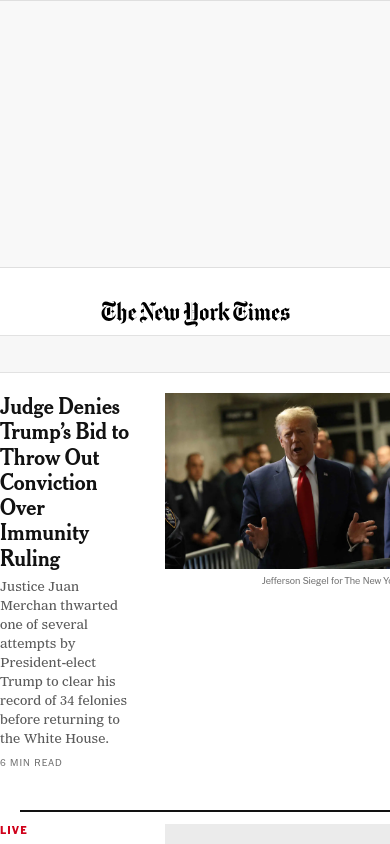 The New York Times
Judge Denies
Trump's Bid to
Throw Out
Conviction
Over
Immunity
Ruling
Justice Juan
Merchan thwarted
one of several
attempts by
President-elect
Trump to clear his
record of 34 felonies
before returning to
the White House.
6 MIN READ
Jefferson Siegel for The New Yo
LIVE